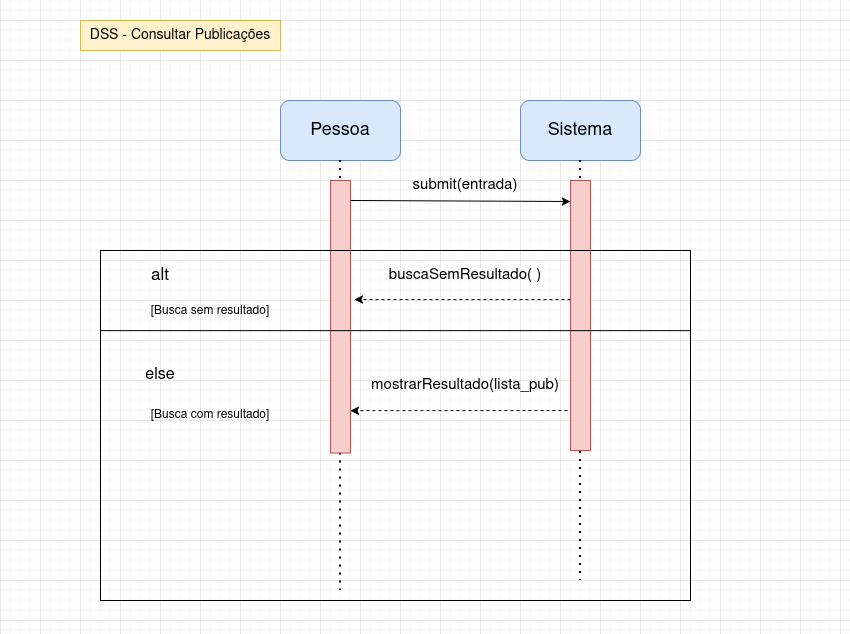 DSS - Consultar Publicações
Pessoa
Sistema
submit(entrada)
alt
buscaSemResultado( )
[Busca sem resultado]
else
mostrarResultado(lista_pub)
[Busca com resultado]